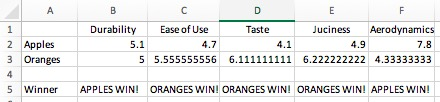 A B C D E F
1 Durability Ease of Use Taste Juciness Aerodynamics
2 Apples 5.1 4.7 4.1 4.9 7.8
3 Oranges 5 5.555555556 6.111111111 6.222222222 4.33333333
4
5 Winner APPLES WIN! ORANGES WIN! ORANGES WIN! ORANGES WIN! APPLES WIN!